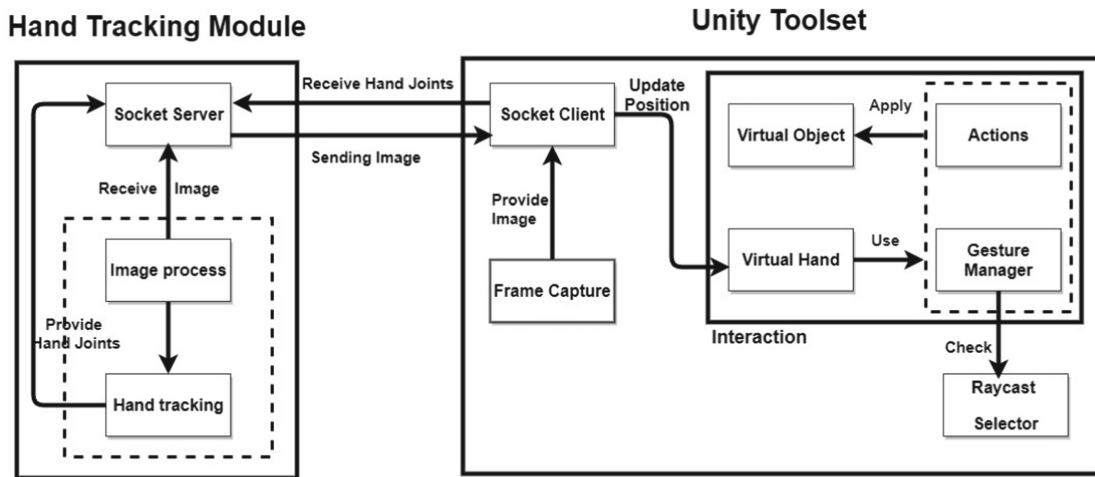 Hand Tracking Module
Unity Toolset
Socket Server
Receive Hand Joints
Sending Image
Socket Client
Update
Position
Virtual Object
Apply
Actions
Receive Image
Provide
Image
Image process
Virtual Hand
Use
Gesture
Manager
Frame Capture
Provide
Hand Joints
Interaction
Check
Hand tracking
Raycast
Selector